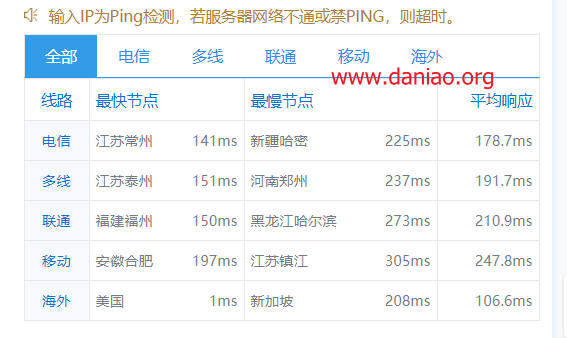 输入IP为Ping检测，若服务器网络不通或禁PING，则超时。
全部 电信 多线 联通 移动 海外
www.daniao.org
线路 最快节点 最慢节点 平均响应
电信 江苏常州 141ms 新疆哈密 225ms 178.7ms
多线 江苏泰州 151ms 河南郑州 237ms 191.7ms
联通 福建福州 150ms 黑龙江哈尔滨 273ms 210.9ms
移动 安徽合肥 197ms 江苏镇江 305ms 247.8ms
海外 美国 1ms 新加坡 208ms 106.6ms